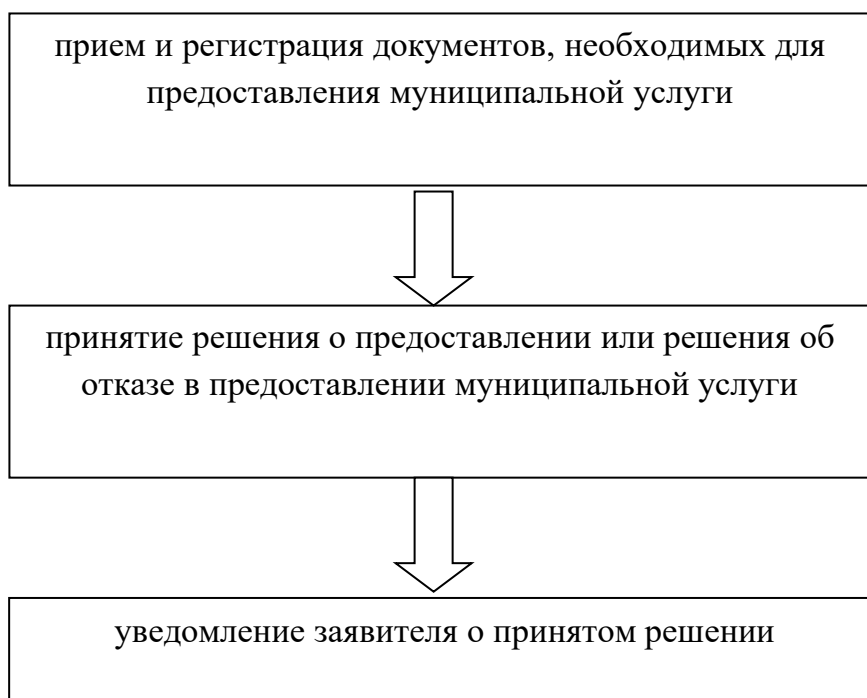 прием и регистрация документов, необходимых для
предоставления муниципальной услуги
принятие решения о предоставлении или решения об
отказе в предоставлении муниципальной услуги
уведомление заявителя о принятом решении